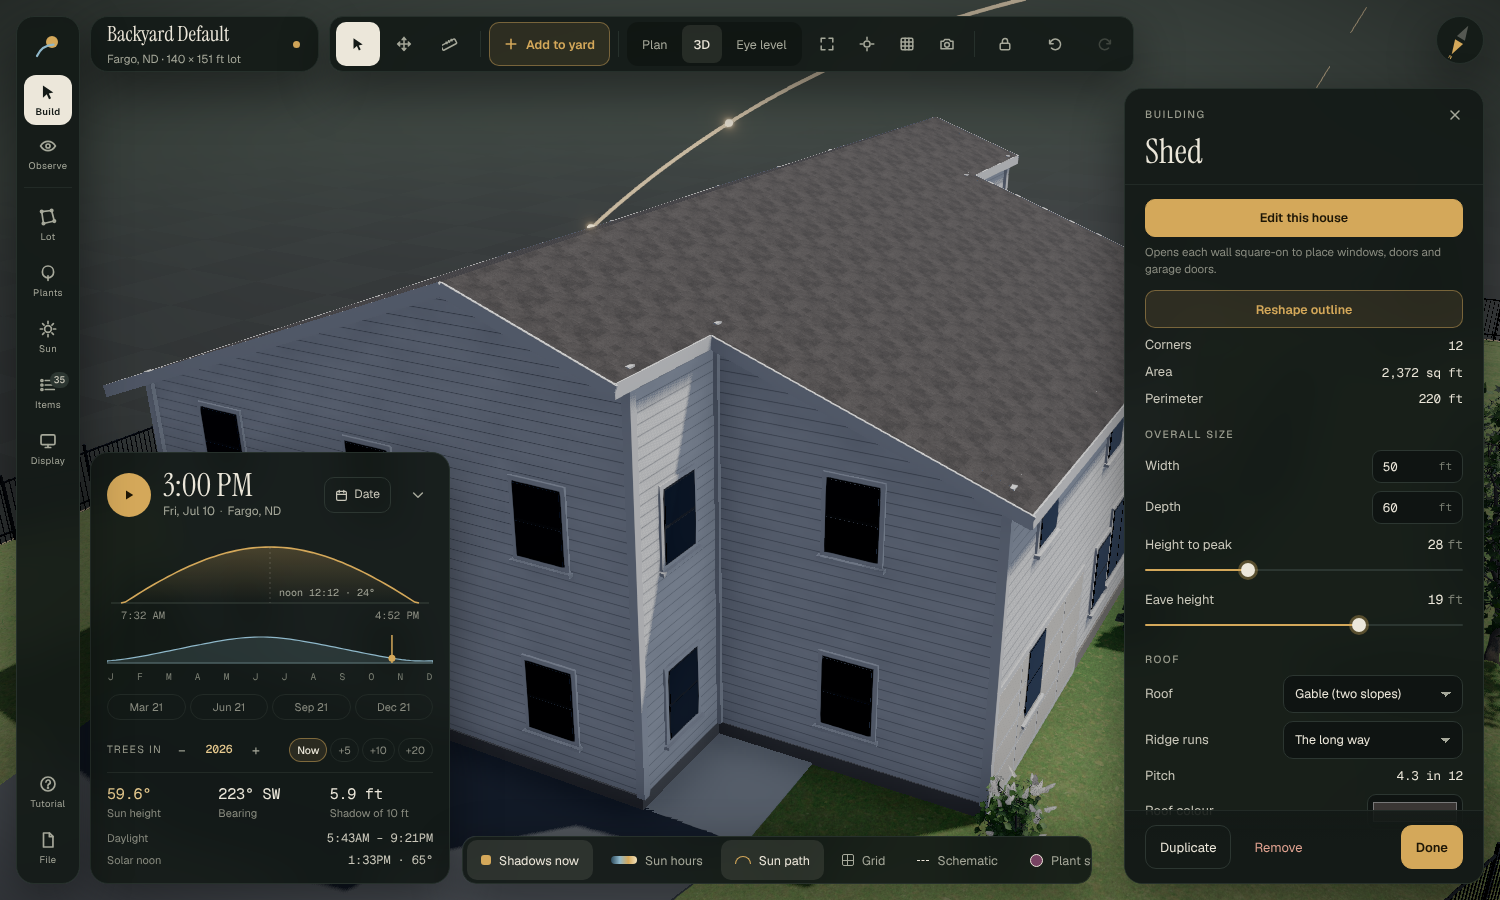 Backyard Default
Fargo, ND · 140 × 151 ft lot
Add to yard
Plan
3D
Eye level
Build
Observe
Lot
Plants
Sun
35
Items
Display
Tutorial
File
3:00 PM
Fri, Jul 10 · Fargo, ND
Date
noon 12:12 · 24°
7:32 AM
4:52 PM
J F M A M J J A S O N D
Mar 21
Jun 21
Sep 21
Dec 21
TREES IN
− 2026 +
Now
+5
+10
+20
59.6°
223° SW
5.9 ft
Sun height
Bearing
Shadow of 10 ft
Daylight
5:43AM – 9:21PM
Solar noon
1:33PM · 65°
Shadows now
Sun hours
Sun path
Grid
Schematic
Plant s
BUILDING
Shed
Edit this house
Opens each wall square-on to place windows, doors and
garage doors.
Reshape outline
Corners
12
Area
2,372 sq ft
Perimeter
220 ft
OVERALL SIZE
Width
50 ft
Depth
60 ft
Height to peak
28 ft
Eave height
19 ft
ROOF
Roof
Gable (two slopes)
Ridge runs
The long way
Pitch
4.3 in 12
Roof colour
Duplicate
Remove
Done